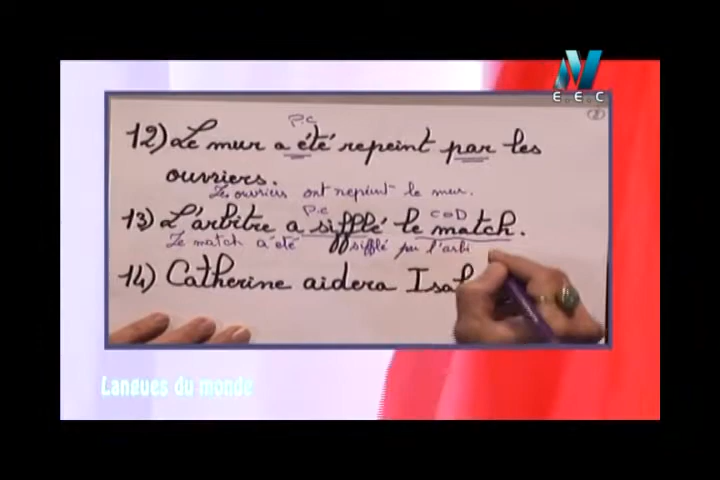 E.E.C
2
P.C
12) Le mur a été repeint par les
ouvriers.
Les ouvriers ont repeint le mur.
P.C COD
13) L'arbitre a sifflé le match.
Le match a été sifflé par l'arbi
14) Catherine aidera
Langues du monde